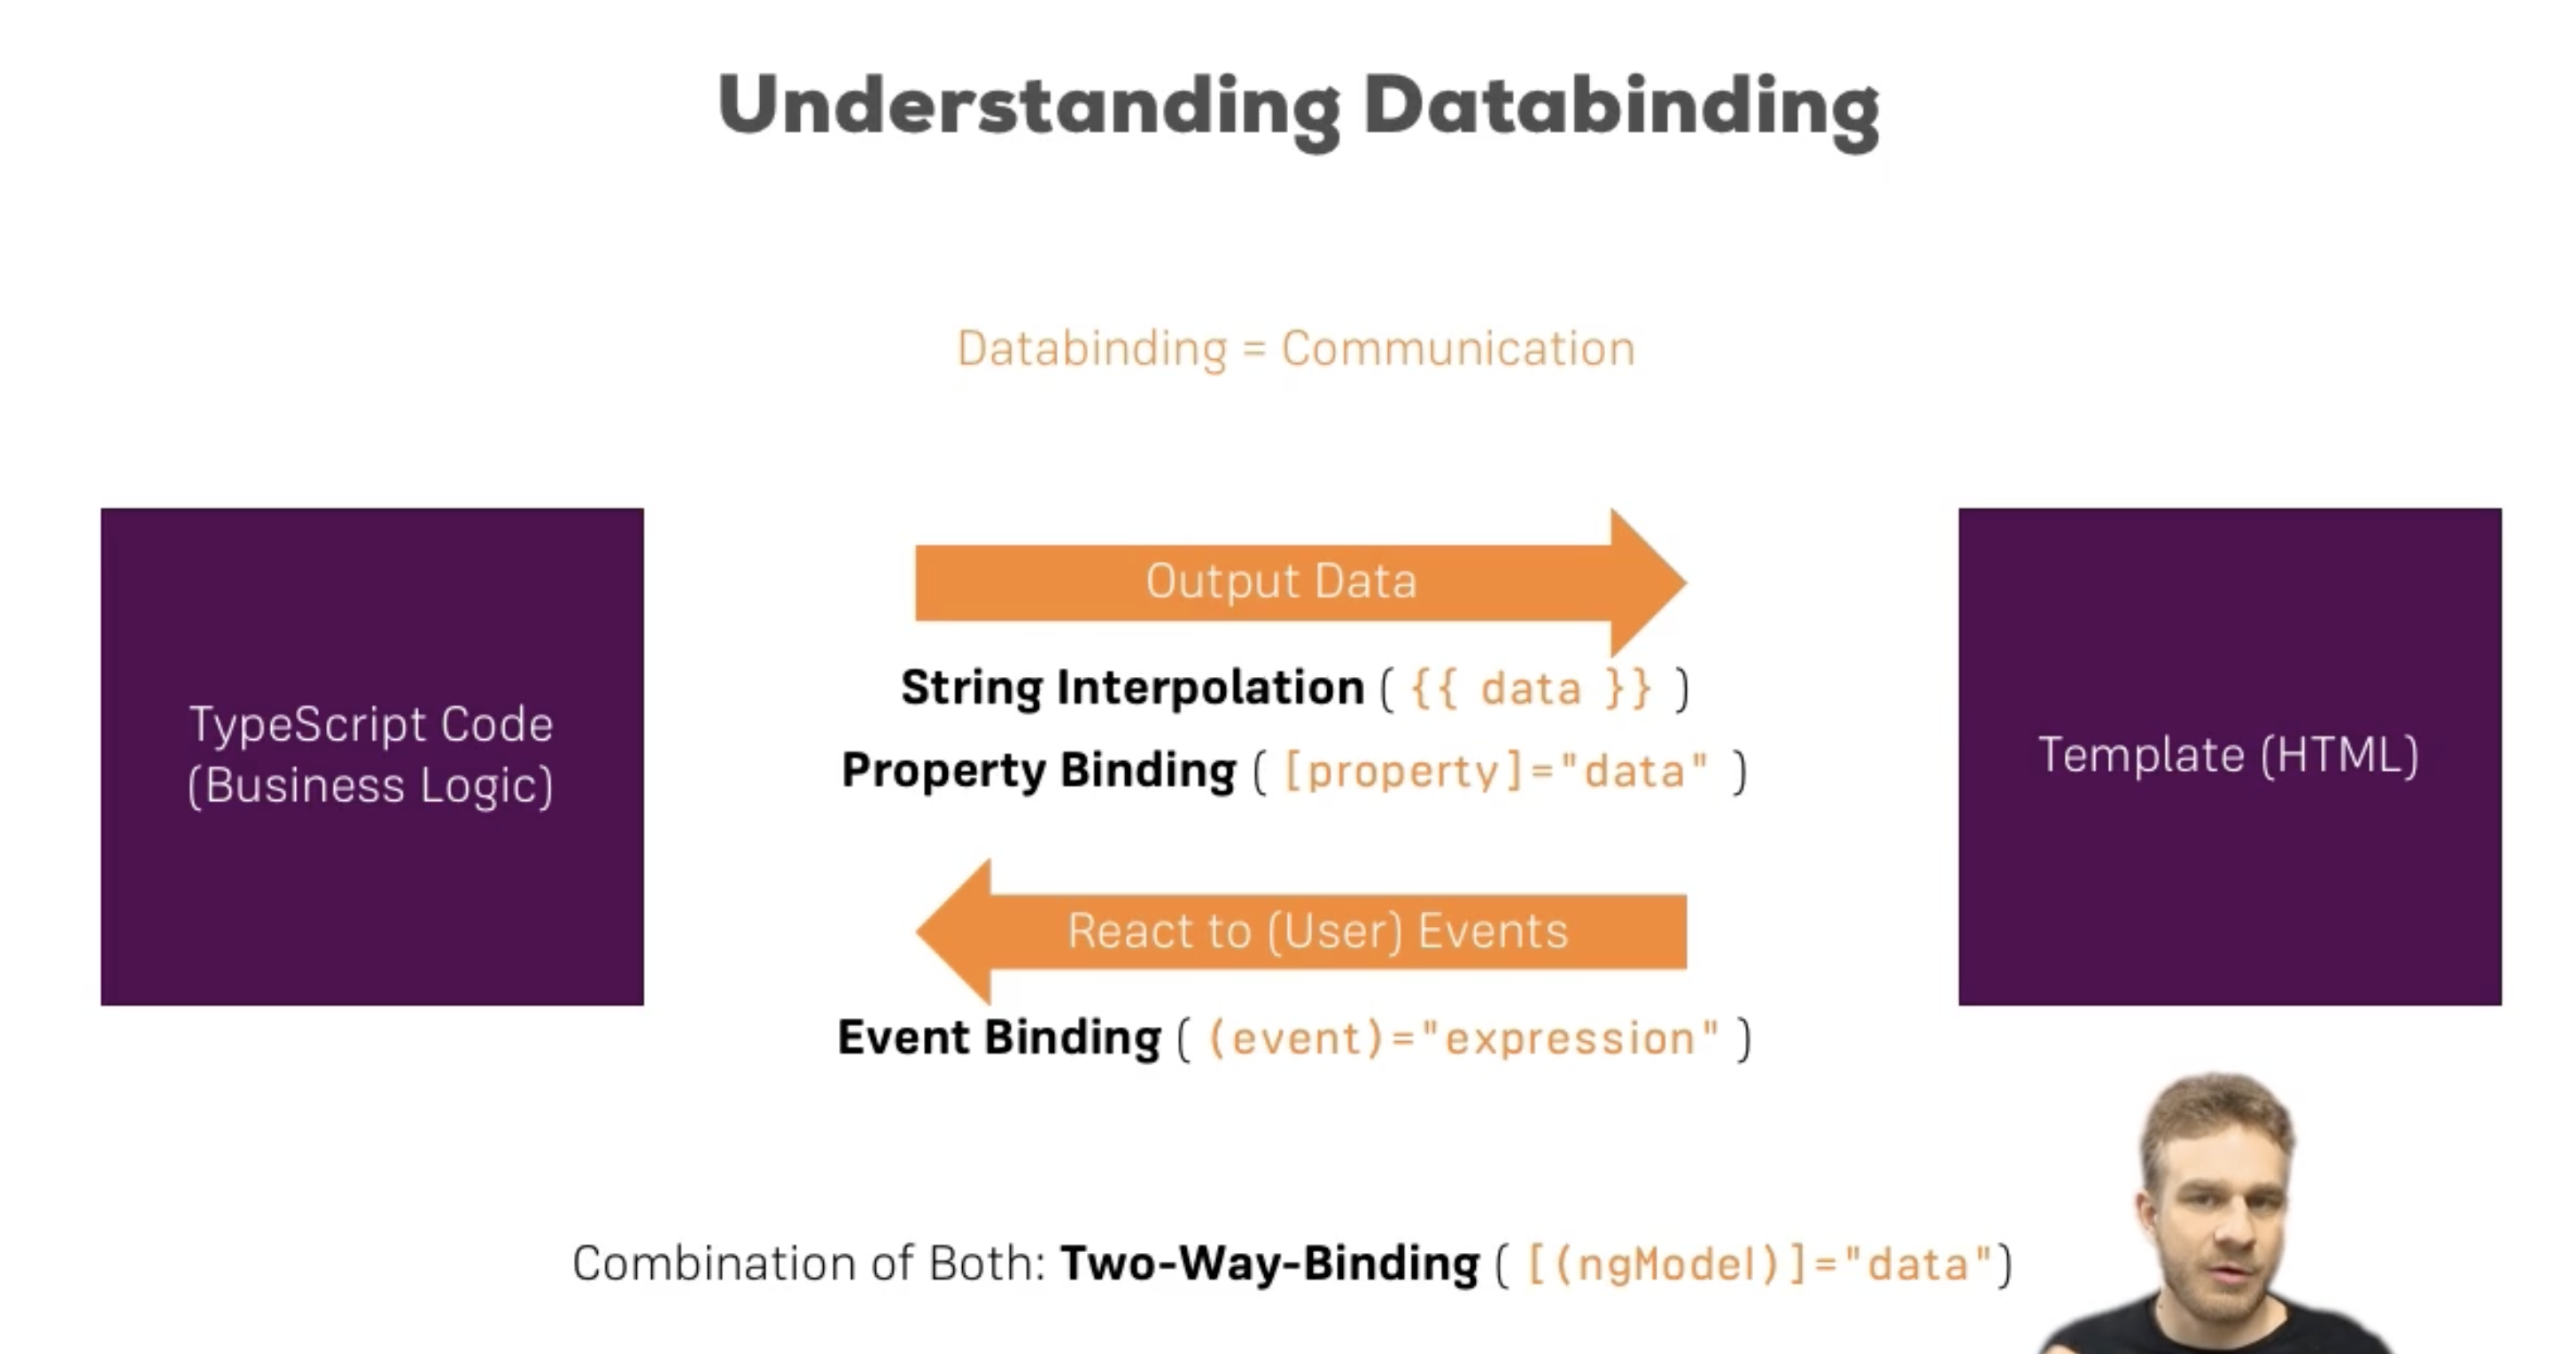 Understanding Databinding
Databinding = Communication
Output Data
String Interpolation ( {{ data }} )
Property Binding ( [property]="data" )
TypeScript Code
(Business Logic)
Template (HTML)
React to (User) Events
Event Binding ( (event)="expression" )
Combination of Both: Two-Way-Binding ( [(ngModel)]="data")